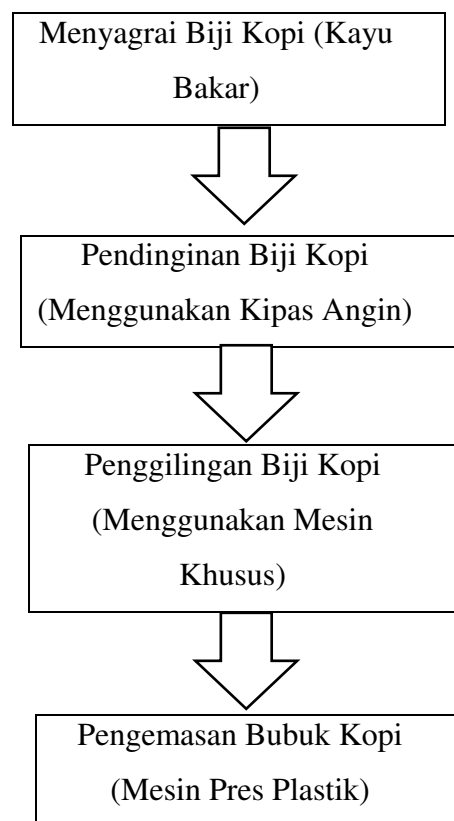 Menyagrai Biji Kopi (Kayu
Bakar)
Pendinginan Biji Kopi
(Menggunakan Kipas Angin)
Penggilingan Biji Kopi
(Menggunakan Mesin
Khusus)
Pengemasan Bubuk Kopi
(Mesin Pres Plastik)